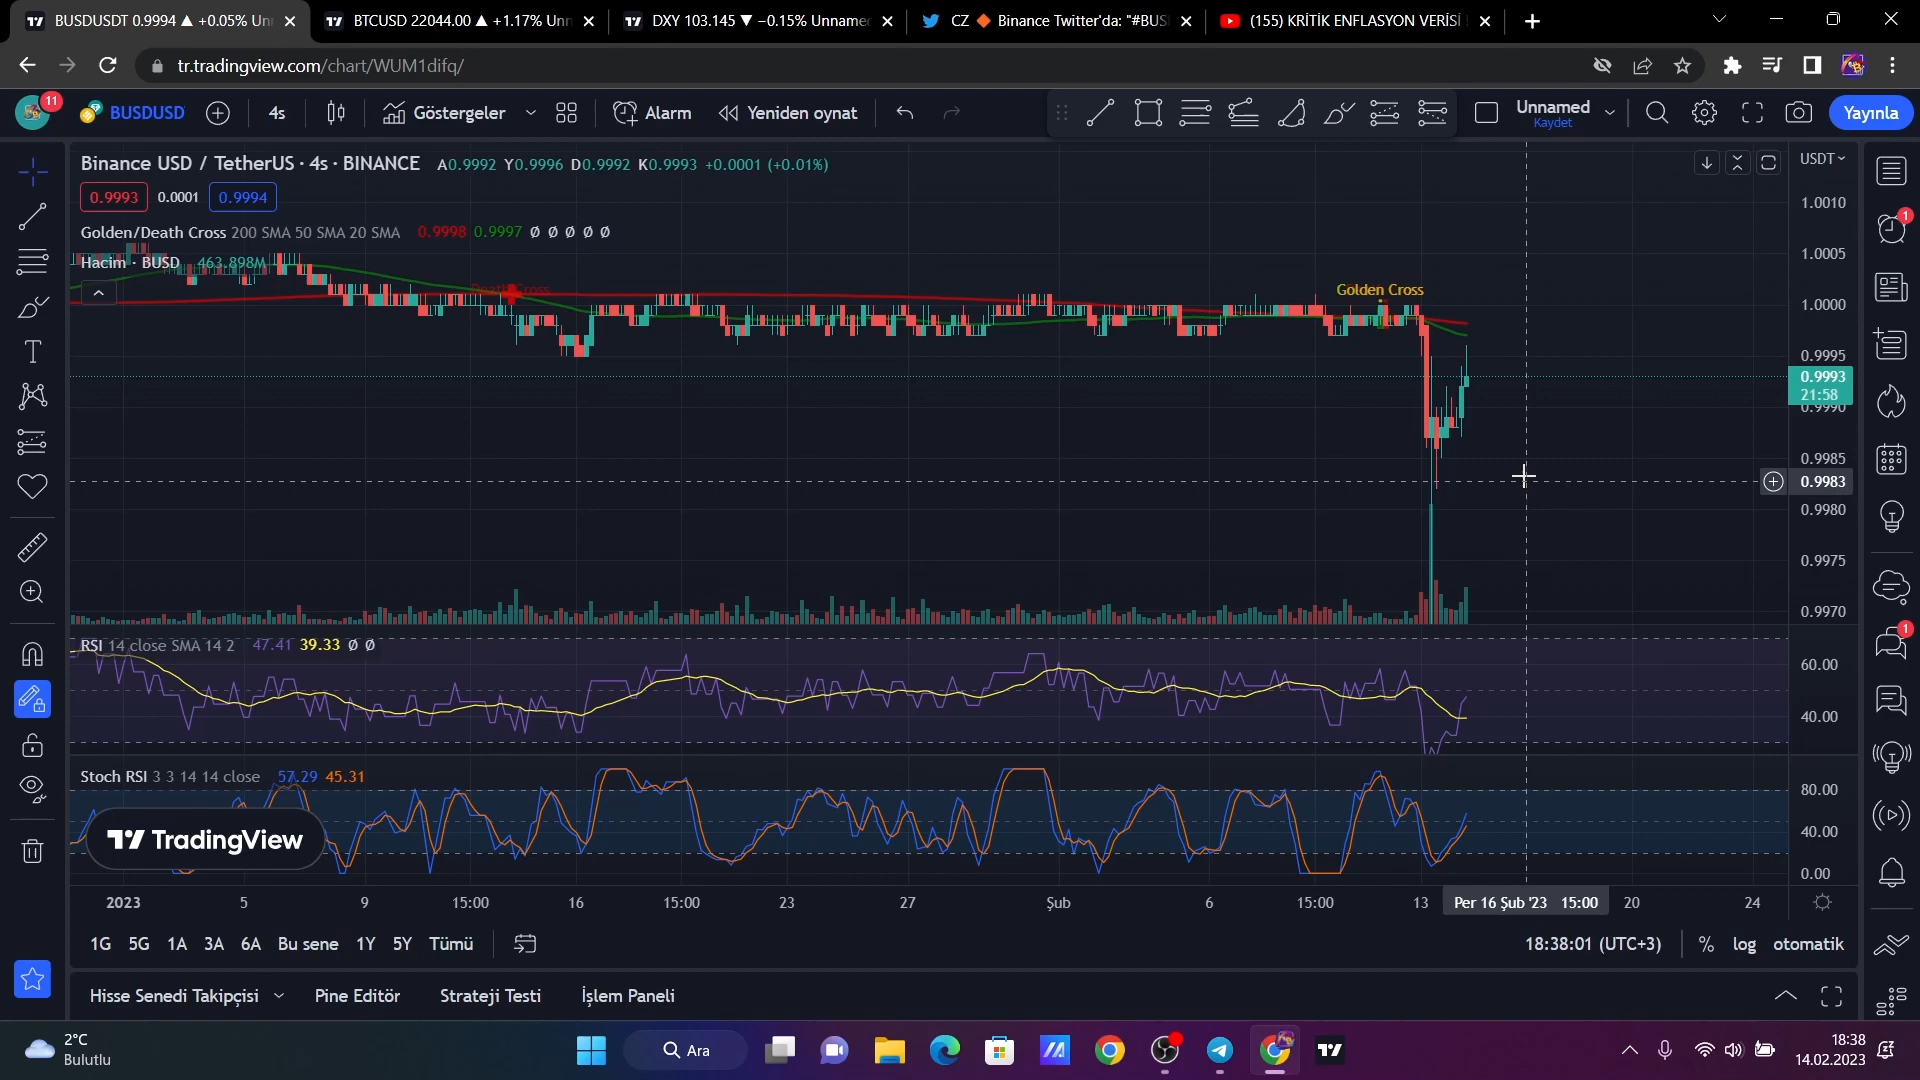 BUSDUSDT 0.9994 ▲ +0.05% Un
BTCUSD 22044.00 ▲ +1.17% Unn
DXY 103.145 ▼ −0.15% Unname
CZ 🔶 Binance Twitter'da: "#BUS
(155) KRİTİK ENFLASYON VERİSİ
tr.tradingview.com/chart/WUM1difq/
11
BUSDUSD
4s
Göstergeler
Alarm
Yeniden oynat
Unnamed
Kaydet
Yayınla
Binance USD / TetherUS · 4s · BINANCE A0.9992 Y0.9996 D0.9992 K0.9993 +0.0001 (+0.01%)
USDT
0.9993 0.0001 0.9994
Golden/Death Cross 200 SMA 50 SMA 20 SMA 0.9998 0.9997 Ø Ø Ø Ø Ø
Hacim · BUSD 463.898M
Death Cross
Golden Cross
1.0010
1.0005
1.0000
0.9995
0.9993
21:58
0.9990
0.9985
0.9983
0.9980
0.9975
0.9970
1
1
RSI 14 close SMA 14 2 47.41 39.33 Ø Ø
60.00
40.00
Stoch RSI 3 3 14 14 close 57.29 45.31
80.00
40.00
0.00
TradingView
2023 5 9 15:00 16 15:00 23 27 Şub 6 15:00 13 Per 16 Şub '23 15:00 20 24
1G 5G 1A 3A 6A Bu sene 1Y 5Y Tümü
18:38:01 (UTC+3) % log otomatik
Hisse Senedi Takipçisi Pine Editör Strateji Testi İşlem Paneli
2°C
Bulutlu
Ara
18:38
14.02.2023